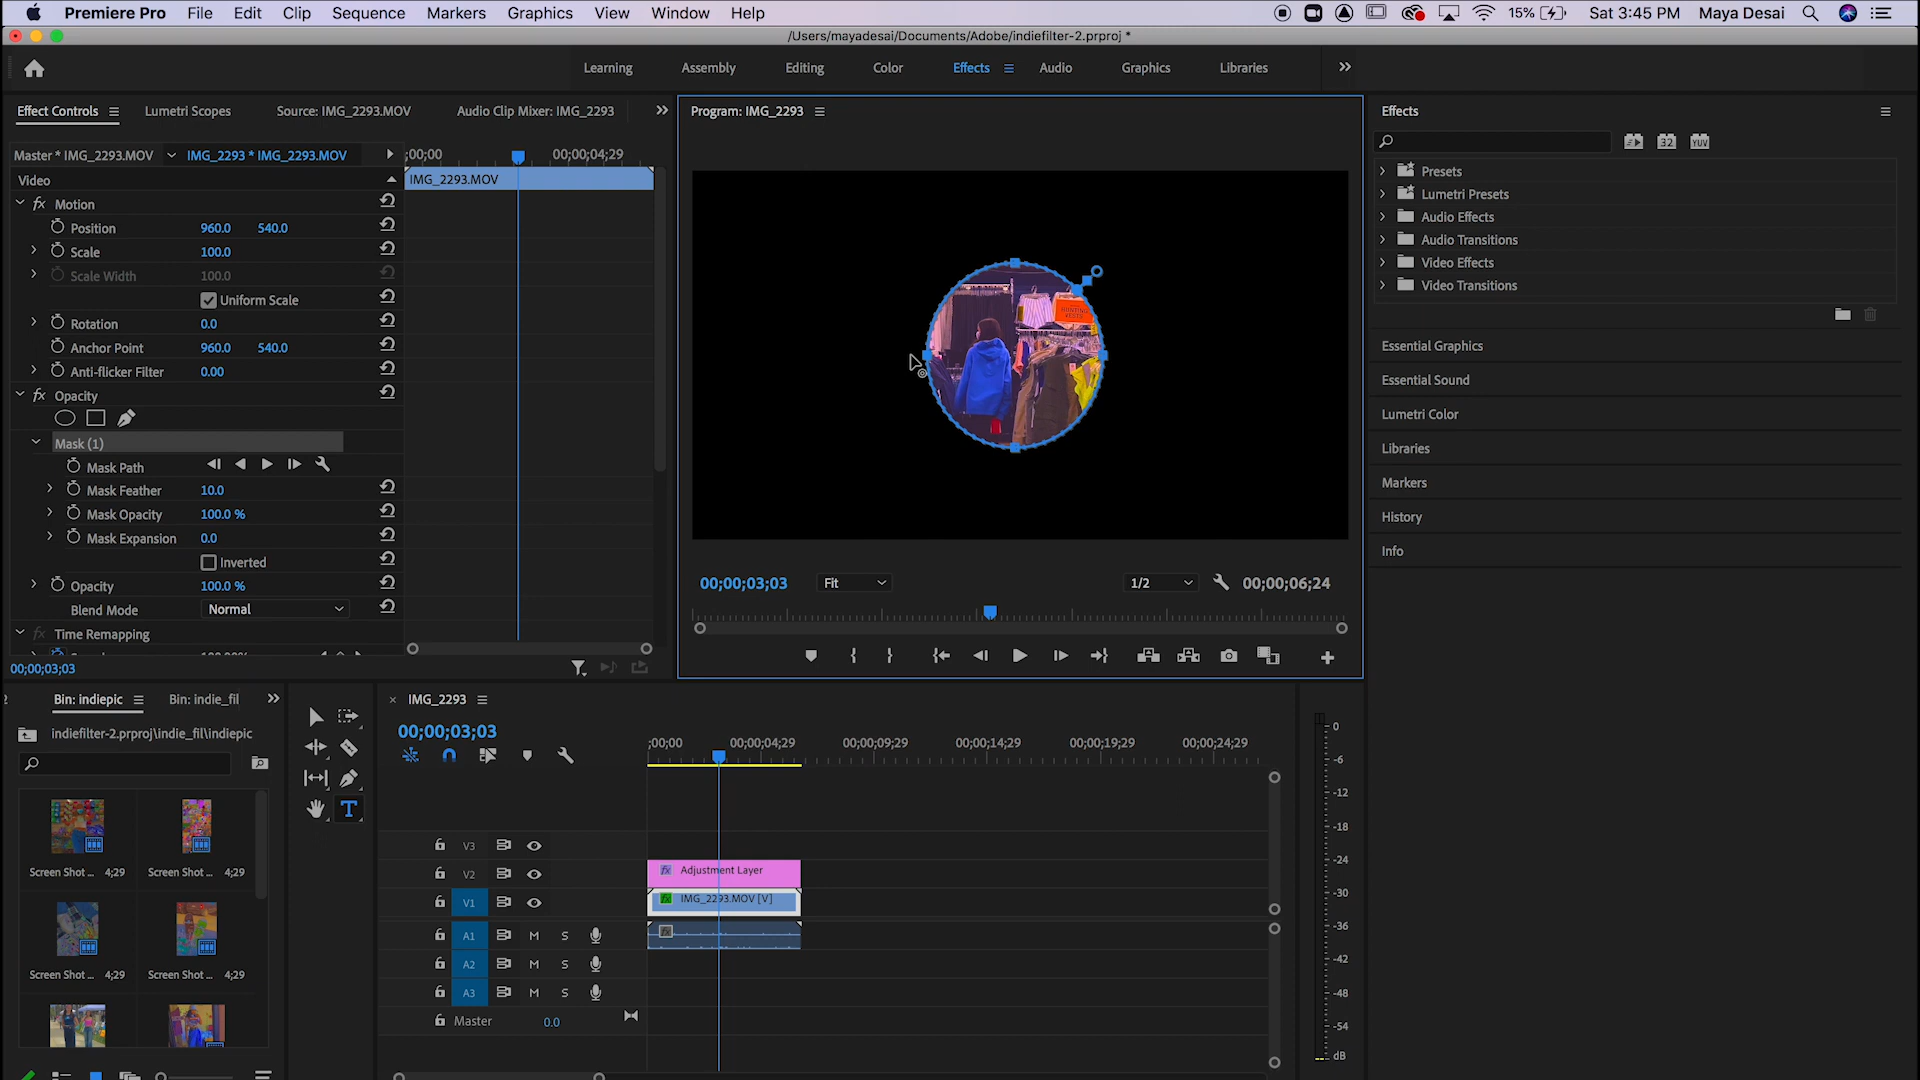 Premiere Pro File Edit Clip Sequence Markers Graphics View Window Help 15% Sat 3:45 PM Maya Desai
/Users/mayadesai/Documents/Adobe/indiefilter-2.prproj *
Learning Assembly Editing Color Effects Audio Graphics Libraries
Effect Controls Lumetri Scopes Source: IMG_2293.MOV Audio Clip Mixer: IMG_2293
Program: IMG_2293
Effects
Master * IMG_2293.MOV IMG_2293 * IMG_2293.MOV ;00;00 00;00;04;29
Video
IMG_2293.MOV
Motion
Position 960.0 540.0
Scale 100.0
Scale Width 100.0
Uniform Scale
Rotation 0.0
Anchor Point 960.0 540.0
Anti-flicker Filter 0.00
Opacity
Mask (1)
Mask Path
Mask Feather 10.0
Mask Opacity 100.0 %
Mask Expansion 0.0
Inverted
Opacity 100.0 %
Blend Mode Normal
Time Remapping
00;00;03;03
HUNTING
VESTS
00;00;03;03 Fit 1/2 00;00;06;24
32 YUV
Presets
Lumetri Presets
Audio Effects
Audio Transitions
Video Effects
Video Transitions
Essential Graphics
Essential Sound
Lumetri Color
Libraries
Markers
History
Info
Bin: indiepic Bin: indie_fil
indiefilter-2.prproj\indie_fil\indiepic
Screen Shot ... 4;29 Screen Shot ... 4;29
Screen Shot ... 4;29 Screen Shot ... 4;29
T
IMG_2293
00;00;03;03
;00;00 00;00;04;29 00;00;09;29 00;00;14;29 00;00;19;29 00;00;24;29
V3
V2 fx Adjustment Layer
V1 fx IMG_2293.MOV [V]
A1 M S fx
A2 M S
A3 M S
Master 0.0
0
-6
-12
-18
-24
-30
-36
-42
-48
-54
dB